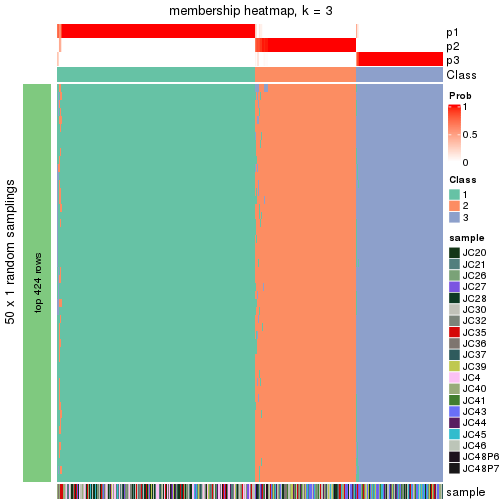 membership heatmap, k = 3
p1
p2
p3
Class
50 x 1 random samplings
top 424 rows
Prob
1
0.5
0
Class
1
2
3
sample
JC20
JC21
JC26
JC27
JC28
JC30
JC32
JC35
JC36
JC37
JC39
JC4
JC40
JC41
JC43
JC44
JC45
JC46
JC48P6
JC48P7
sample